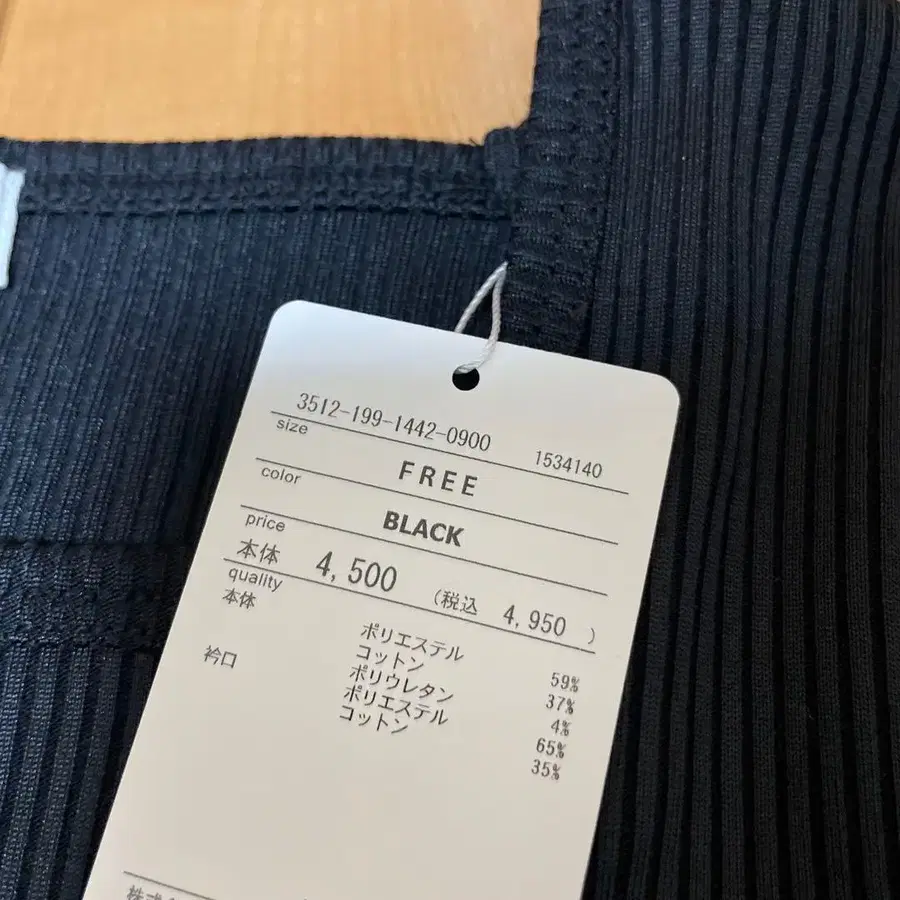 3512-199-1442-0900 1534140
size FREE
color BLACK
price
本体 4,500 (税込 4,950 )
quality
本体 ポリエステル 59%
コットン 37%
ポリウレタン 4%
衿口 ポリエステル 65%
コットン 35%